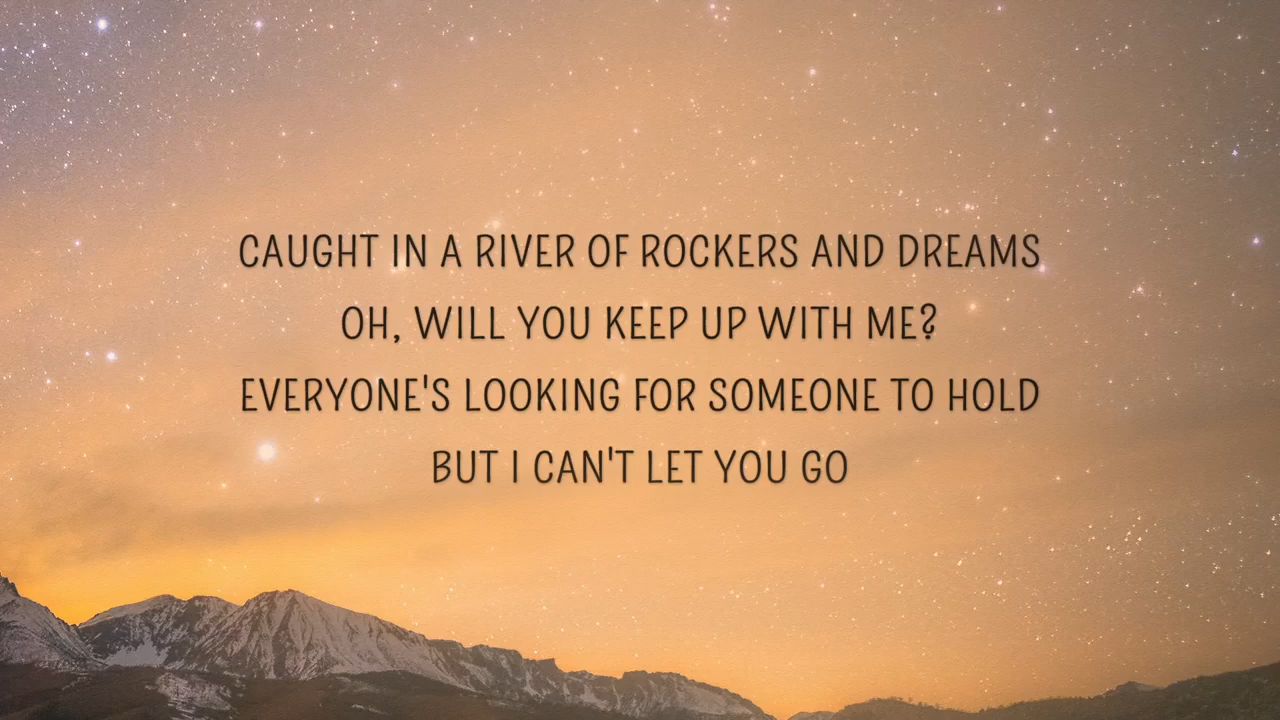 CAUGHT IN A RIVER OF ROCKERS AND DREAMS
OH, WILL YOU KEEP UP WITH ME?
EVERYONE'S LOOKING FOR SOMEONE TO HOLD
BUT I CAN'T LET YOU GO